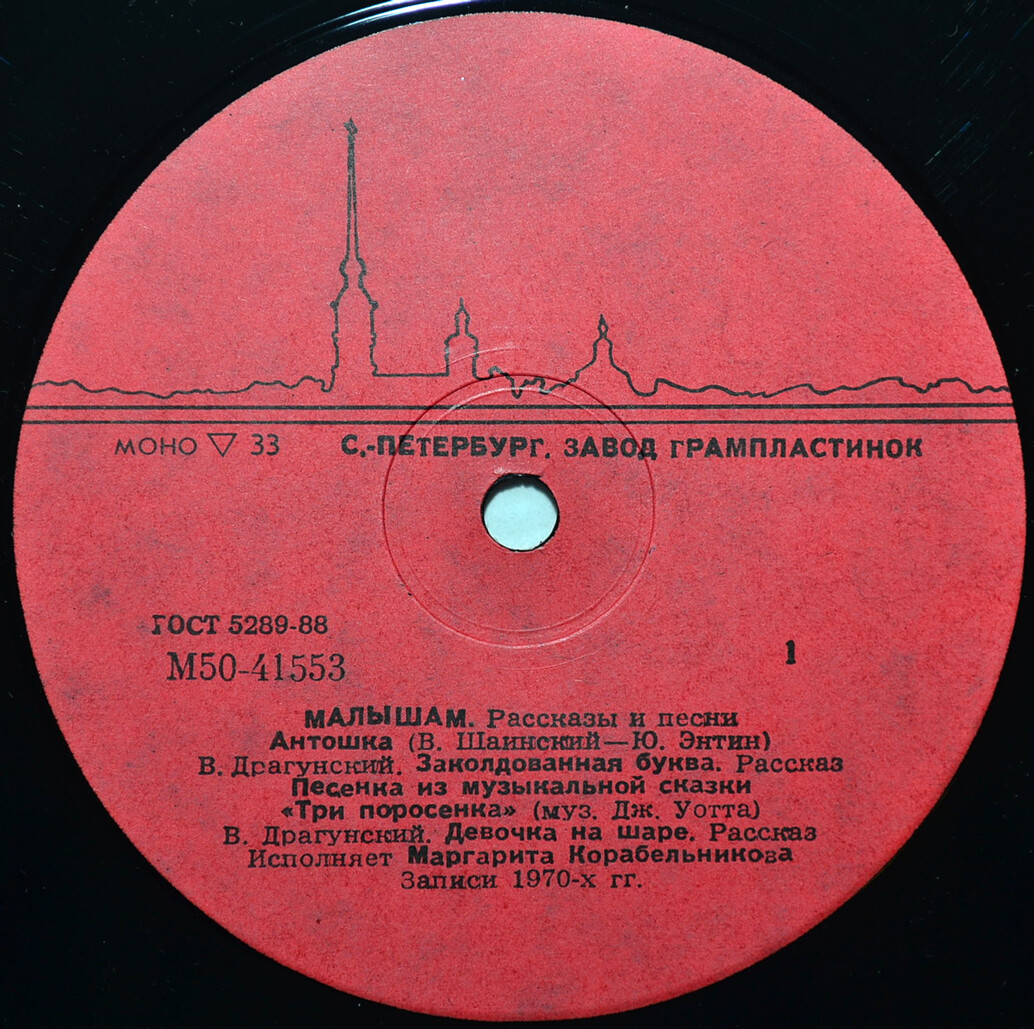 МОНО ▽ 33 С.-ПЕТЕРБУРГ. ЗАВОД ГРАМПЛАСТИНОК
ГОСТ 5289-88
М50-41553
1
МАЛЫШАМ. Рассказы и песни
Антошка (В. Шаинский—Ю. Энтин)
В. Драгунский. Заколдованная буква. Рассказ
Песенка из музыкальной сказки
«Три поросенка» (муз. Дж. Уотта)
В. Драгунский. Девочка на шаре. Рассказ
Исполняет Маргарита Корабельникова
Записи 1970-х гг.